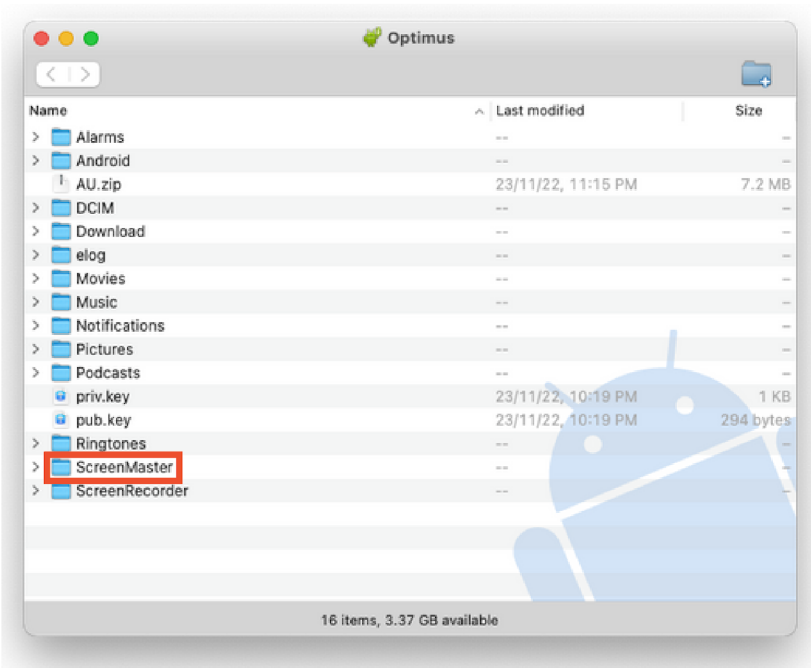 Optimus
Name Last modified Size
Alarms -- --
Android -- --
AU.zip 23/11/22, 11:15 PM 7.2 MB
DCIM -- --
Download -- --
elog -- --
Movies -- --
Music -- --
Notifications -- --
Pictures -- --
Podcasts -- --
priv.key 23/11/22, 10:19 PM 1 KB
pub.key 23/11/22, 10:19 PM 294 bytes
Ringtones -- --
ScreenMaster -- --
ScreenRecorder -- --
16 items, 3.37 GB available